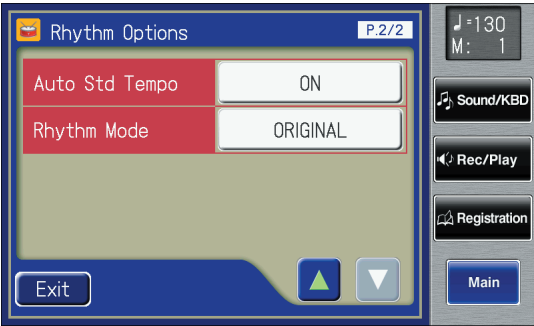 Rhythm Options
P.2/2
Auto Std Tempo
ON
Rhythm Mode
ORIGINAL
Exit
♩=130
M: 1
Sound/KBD
Rec/Play
Registration
Main